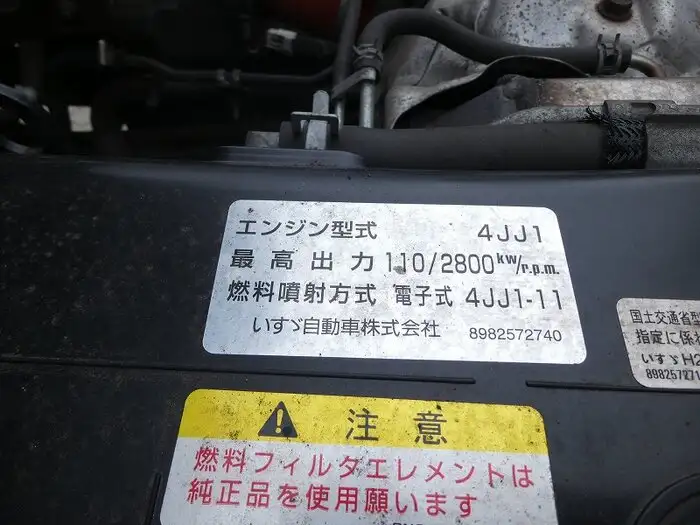 エンジン型式 4JJ1
最高出力 110/2800kw/r.p.m.
燃料噴射方式 電子式 4JJ1-11
いすゞ自動車株式会社 8982572740
国土交通省型
指定に係
いすゞH2
898257271
注意
燃料フィルタエレメントは
純正品を使用願います